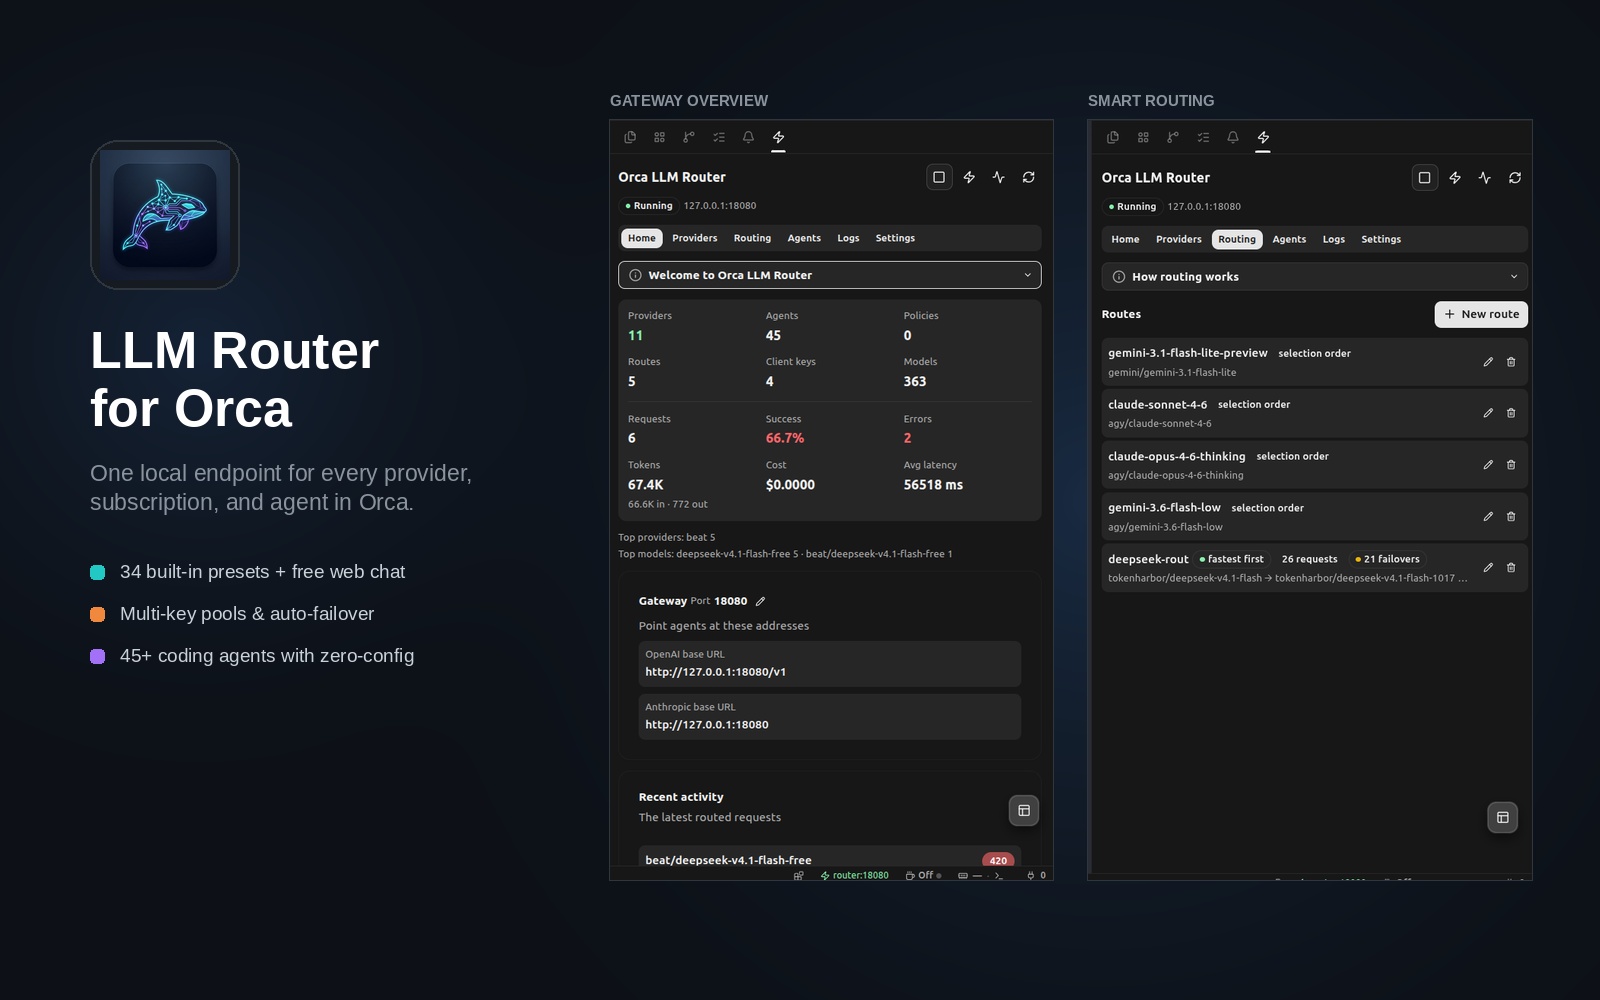 LLM Router
for Orca
One local endpoint for every provider,
subscription, and agent in Orca.
34 built-in presets + free web chat
Multi-key pools & auto-failover
45+ coding agents with zero-config
GATEWAY OVERVIEW
Orca LLM Router
Running 127.0.0.1:18080
Home Providers Routing Agents Logs Settings
Welcome to Orca LLM Router
Providers Agents Policies
11 45 0
Routes Client keys Models
5 4 363
Requests Success Errors
6 66.7% 2
Tokens Cost Avg latency
67.4K $0.0000 56518 ms
66.6K in · 772 out
Top providers: beat 5
Top models: deepseek-v4.1-flash-free 5 · beat/deepseek-v4.1-flash-free 1
Gateway Port 18080
Point agents at these addresses
OpenAI base URL
http://127.0.0.1:18080/v1
Anthropic base URL
http://127.0.0.1:18080
Recent activity
The latest routed requests
beat/deepseek-v4.1-flash-free 420
router:18080 Off — · 0
SMART ROUTING
Orca LLM Router
Running 127.0.0.1:18080
Home Providers Routing Agents Logs Settings
How routing works
Routes + New route
gemini-3.1-flash-lite-preview selection order
gemini/gemini-3.1-flash-lite
claude-sonnet-4-6 selection order
agy/claude-sonnet-4-6
claude-opus-4-6-thinking selection order
agy/claude-opus-4-6-thinking
gemini-3.6-flash-low selection order
agy/gemini-3.6-flash-low
deepseek-rout fastest first 26 requests 21 failovers
tokenharbor/deepseek-v4.1-flash → tokenharbor/deepseek-v4.1-flash-1017 ...